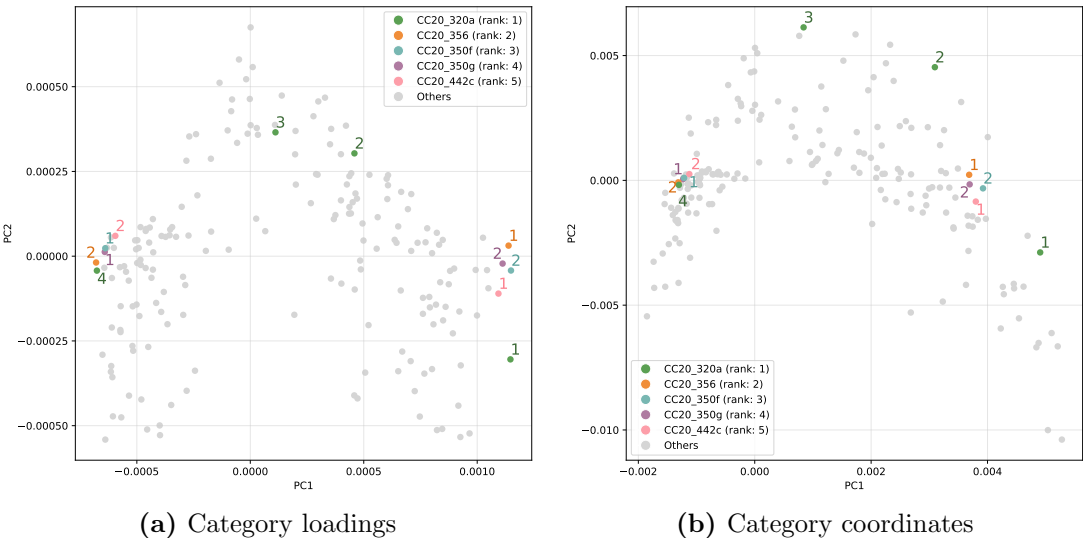 CC20_320a (rank: 1)
CC20_356 (rank: 2)
CC20_350f (rank: 3)
CC20_350g (rank: 4)
CC20_442c (rank: 5)
Others
0.00050
0.00025
0.00000
−0.00025
−0.00050
PC2
3
2
2
1
2
1
4
1
2
2
1
1
−0.0005
0.0000
0.0005
0.0010
PC1
(a) Category loadings
0.005
0.000
−0.005
−0.010
PC2
3
2
1
2
2
1
4
1
2
2
1
1
CC20_320a (rank: 1)
CC20_356 (rank: 2)
CC20_350f (rank: 3)
CC20_350g (rank: 4)
CC20_442c (rank: 5)
Others
−0.002
0.000
0.002
0.004
PC1
(b) Category coordinates